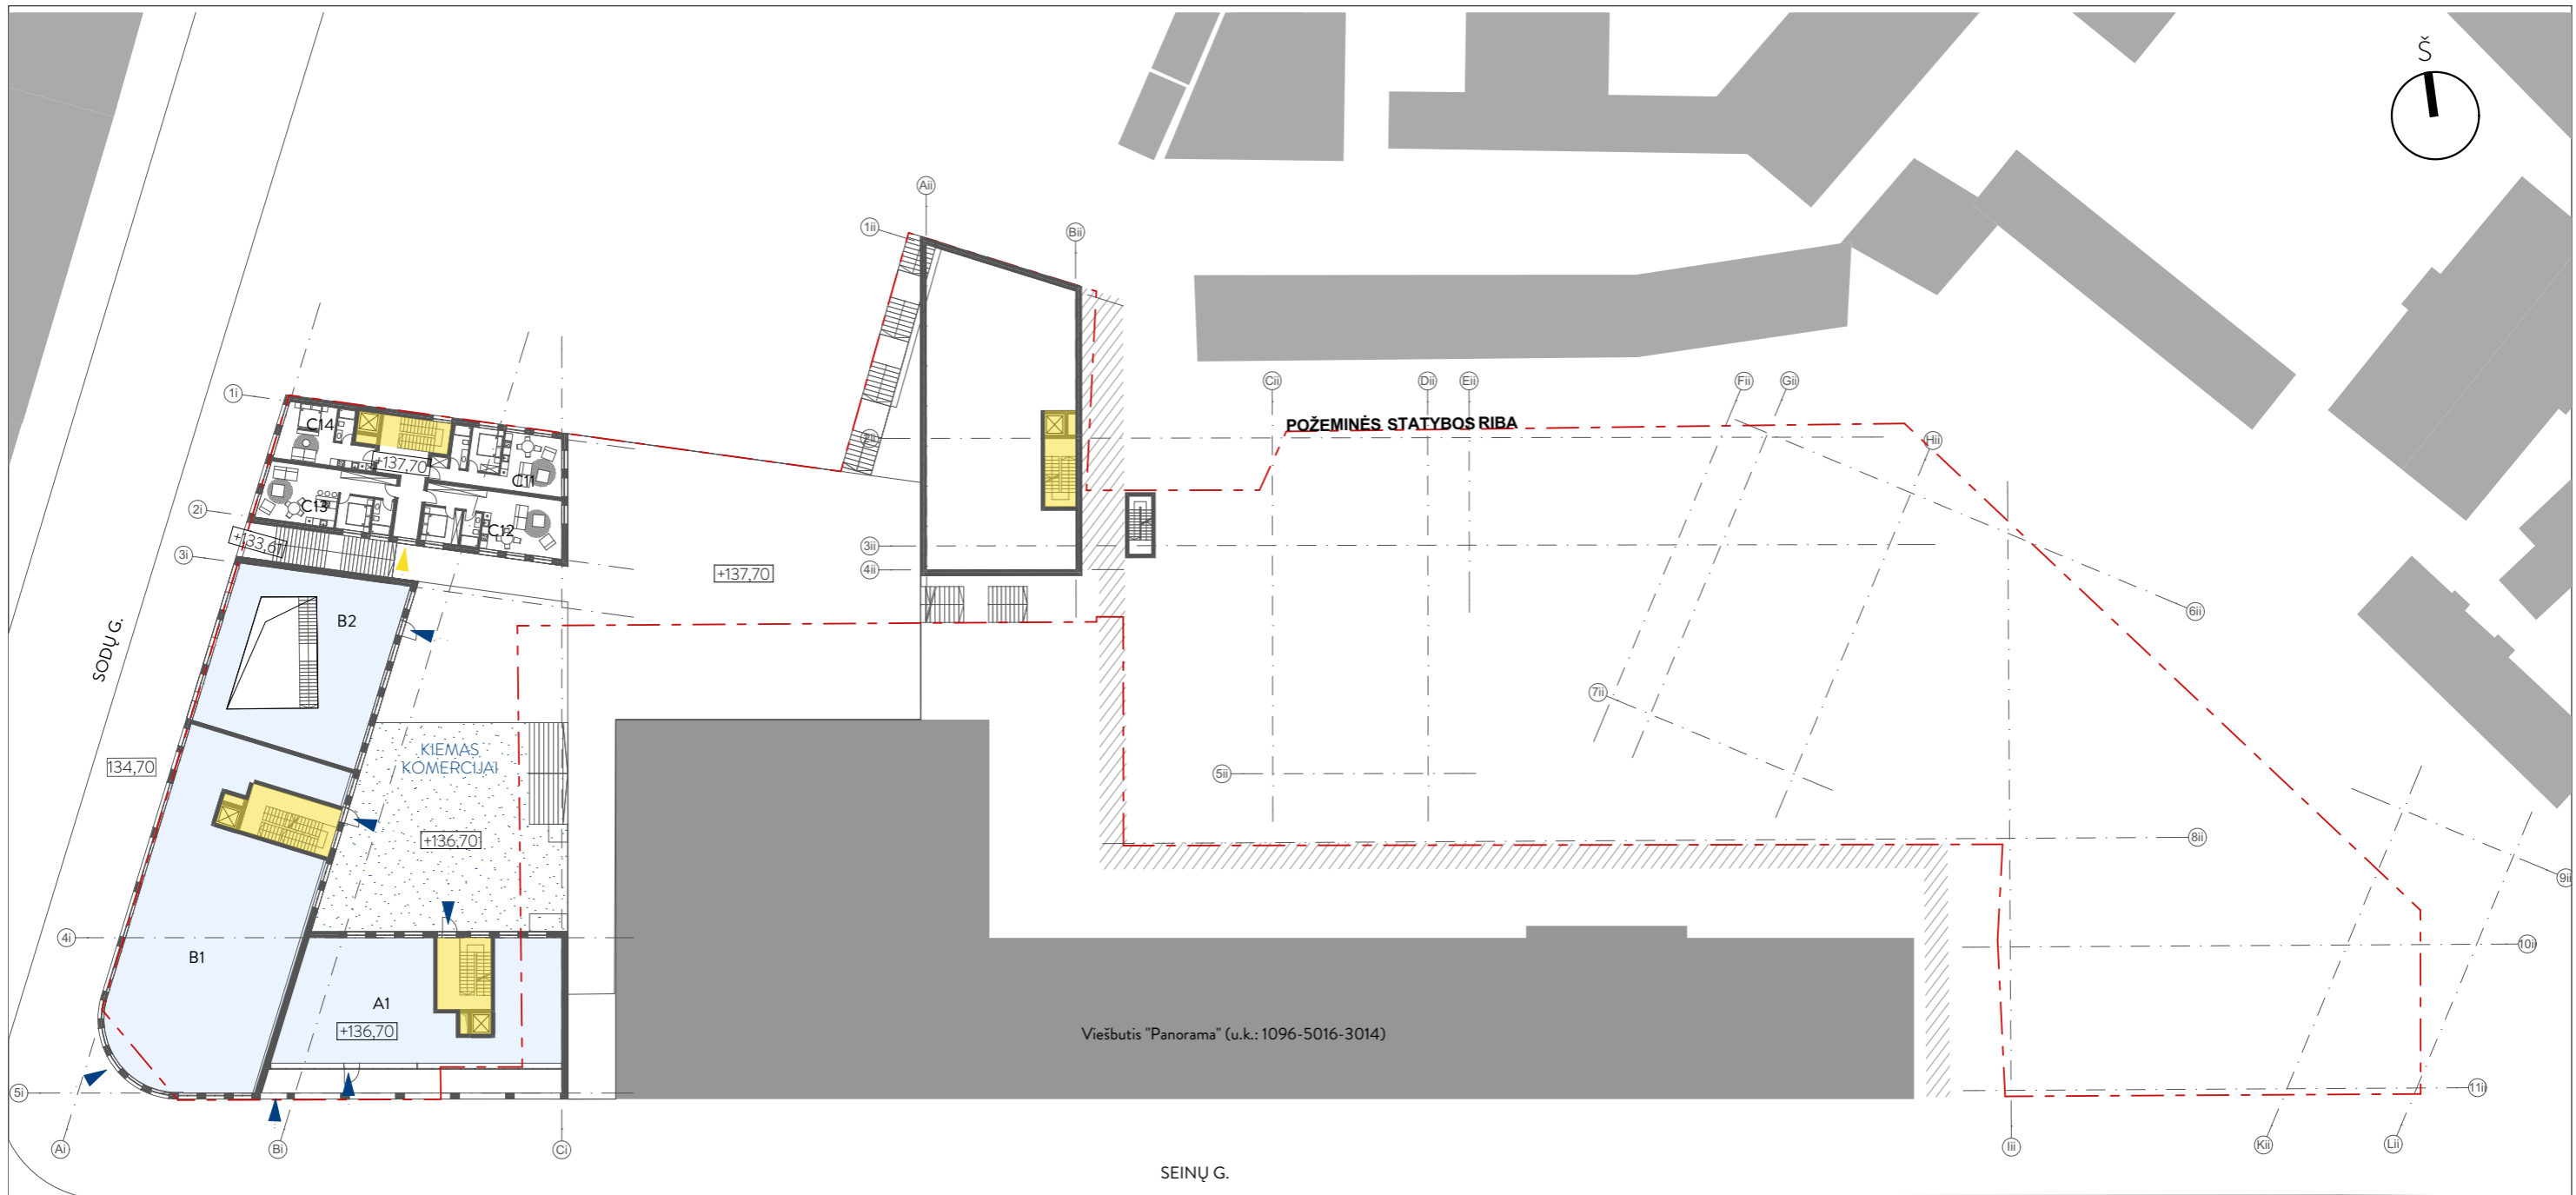 Š
Aii
1ii
Bii
Cii
Dii
Eii
Fii
Gii
1i
C14
POŽEMINĖS STATYBOS RIBA
2ii
Hii
+137,70
C11
2i
C13
C12
+133,67
3i
3ii
4ii
+137,70
6ii
B2
SODŲ G.
7ii
KIEMAS
KOMERCIJAI
134,70
5ii
+136,70
8ii
9ii
4i
10ii
B1
A1
+136,70
Viešbutis "Panorama" (u.k.: 1096-5016-3014)
5i
11ii
Ai
Bi
Ci
Iii
Kii
Lii
SEINŲ G.